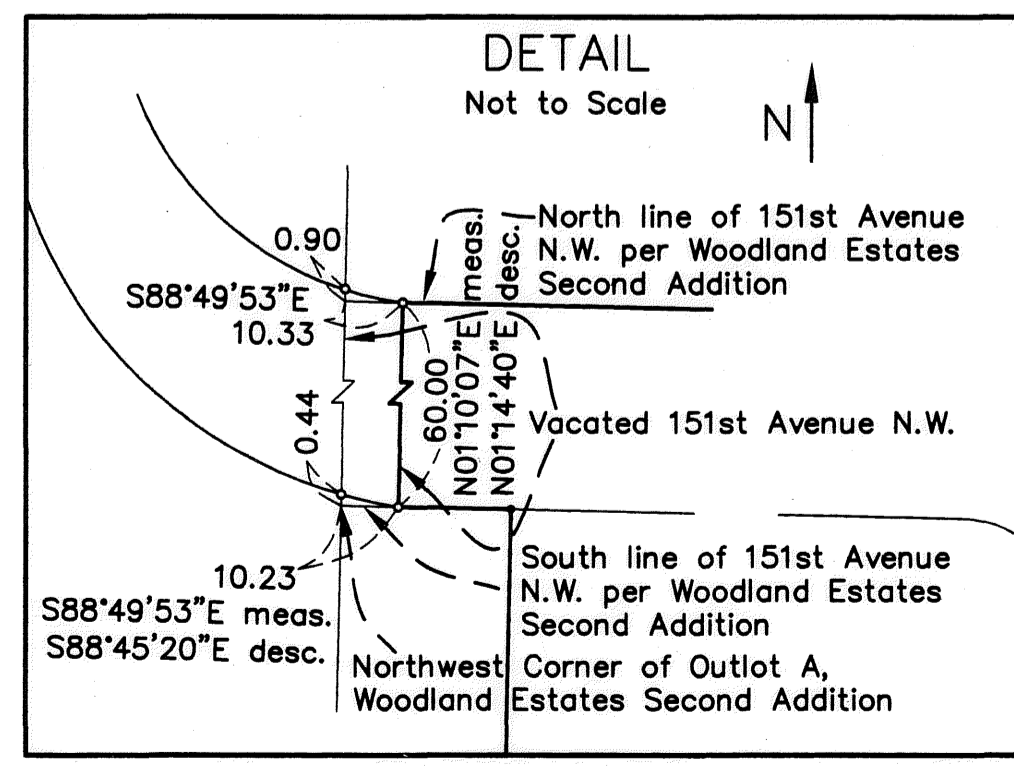 DETAIL
Not to Scale
N
North line of 151st Avenue
N.W. per Woodland Estates
Second Addition
0.90
S88°49'53"E
10.33
60.00
N01°10'07"E meas.
N01°14'40"E desc.
0.44
Vacated 151st Avenue N.W.
10.23
S88°49'53"E meas.
S88°45'20"E desc.
South line of 151st Avenue
N.W. per Woodland Estates
Second Addition
Northwest Corner of Outlot A,
Woodland Estates Second Addition